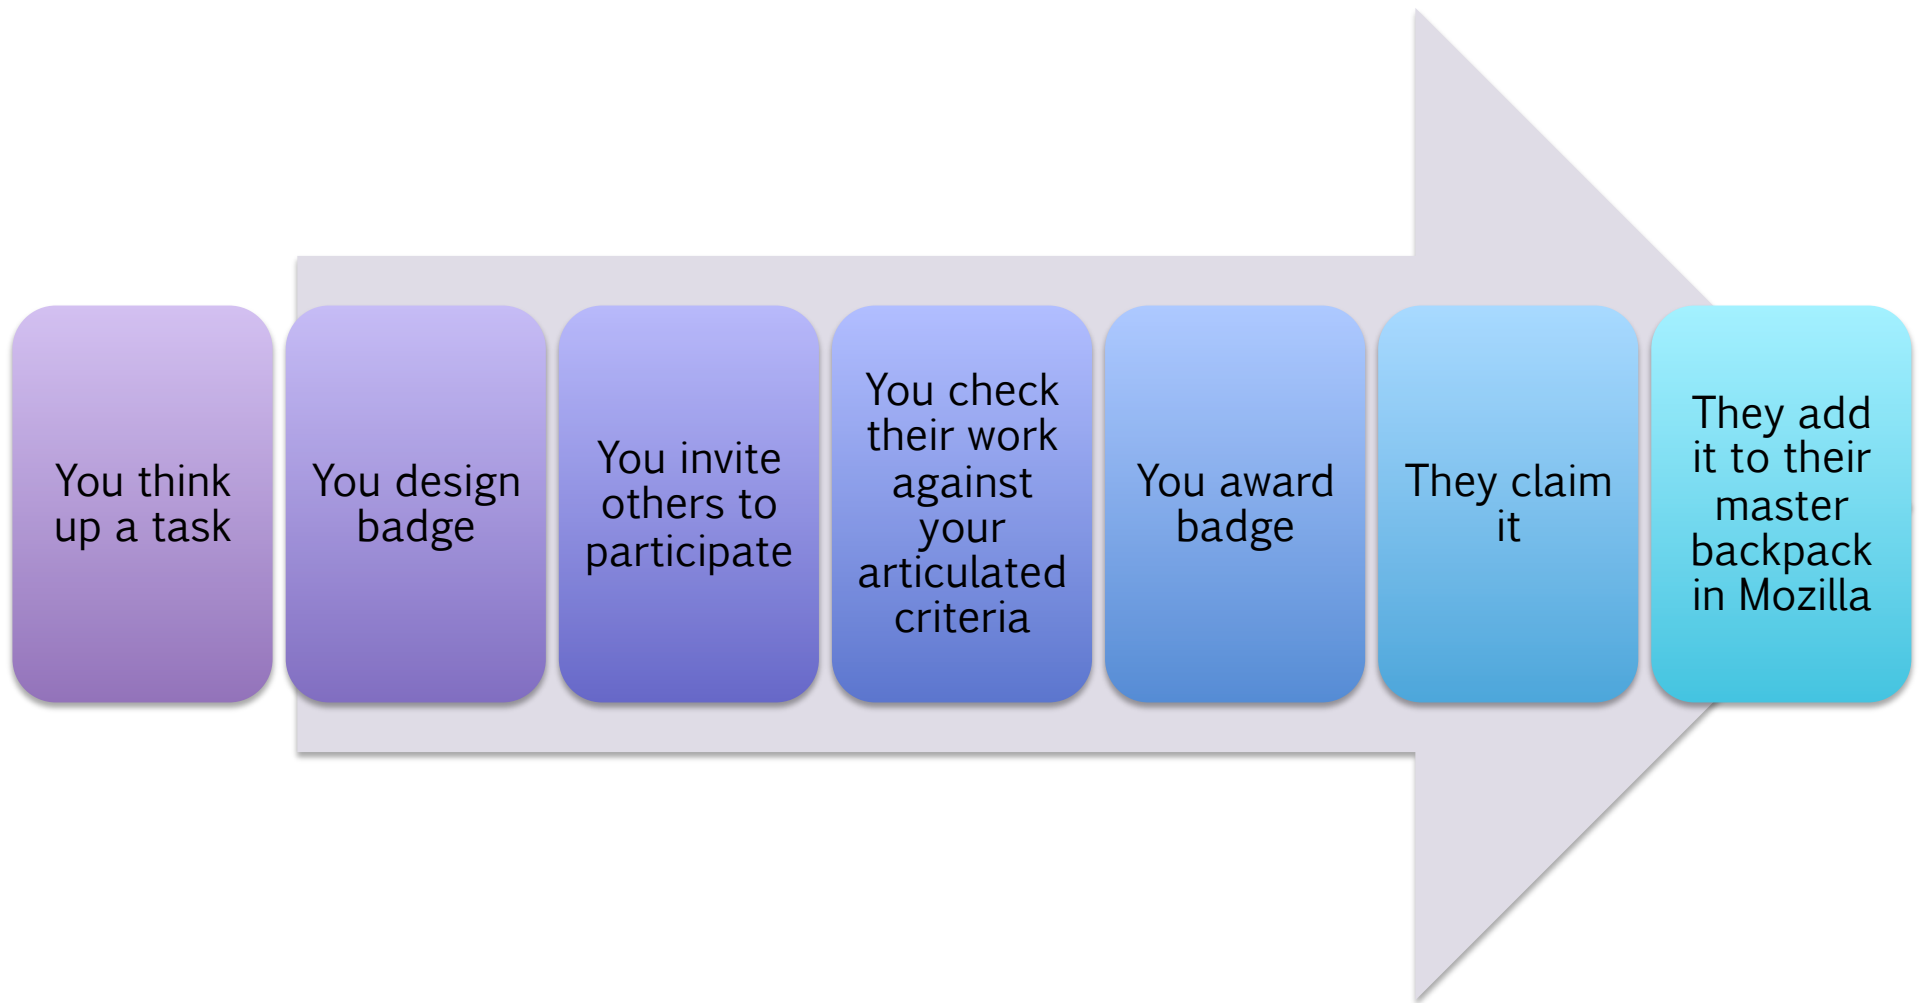 You think
up a task
You design
badge
You invite
others to
participate
You check
their work
against
your
articulated
criteria
You award
badge
They claim
it
They add
it to their
master
backpack
in Mozilla